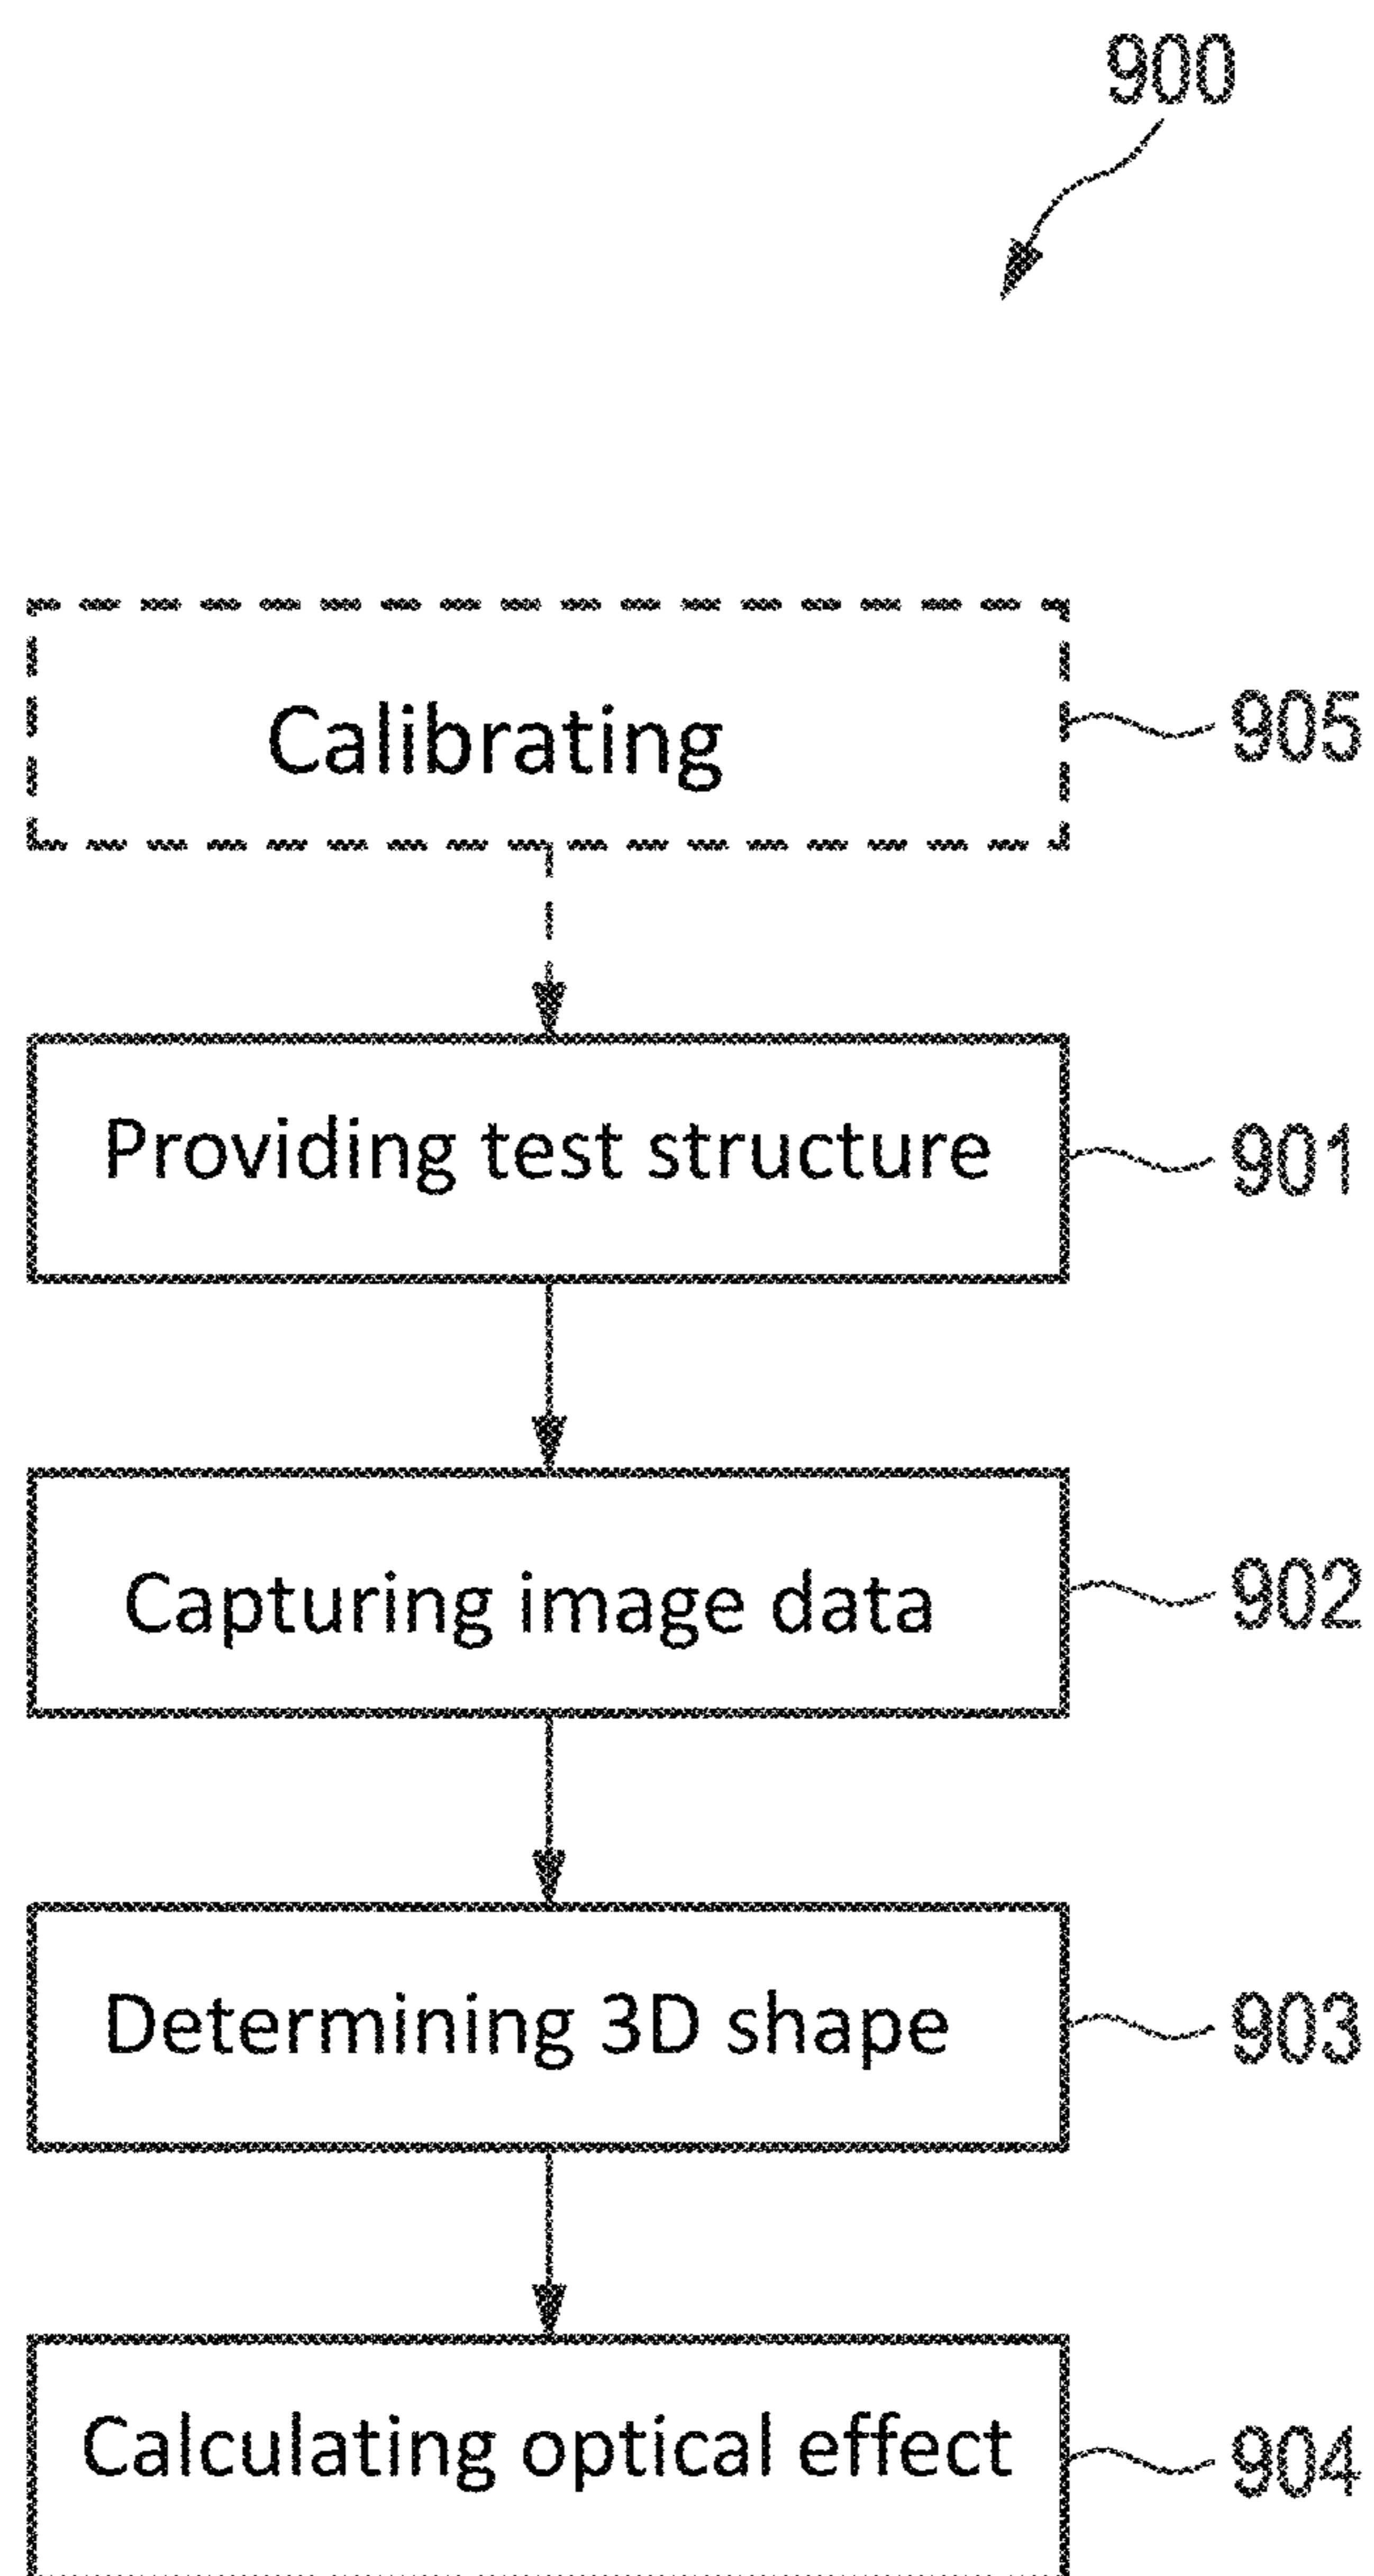 900
Calibrating
905
Providing test structure
901
Capturing image data
902
Determining 3D shape
903
Calculating optical effect
904